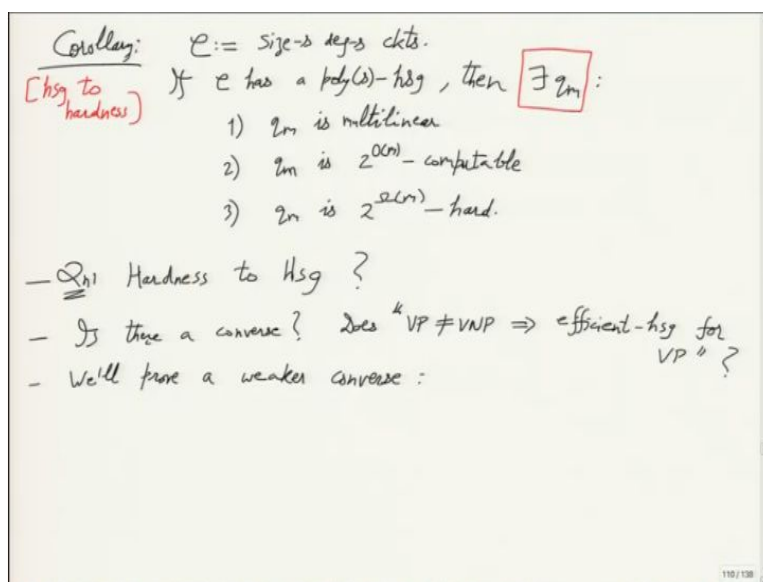 Corollary: C := size-s deg-s ckts.
[hsg to hardness] If C has a poly(s)-hsg, then ∃ q_m :
1) q_m is multilinear
2) q_m is 2^{O(m)} - computable
3) q_m is 2^{Ω(m)} - hard.
- Qn: Hardness to Hsg ?
- Is there a converse? Does "VP ≠ VNP ⇒ efficient-hsg for
VP" ?
- We'll prove a weaker converse :
110 / 138